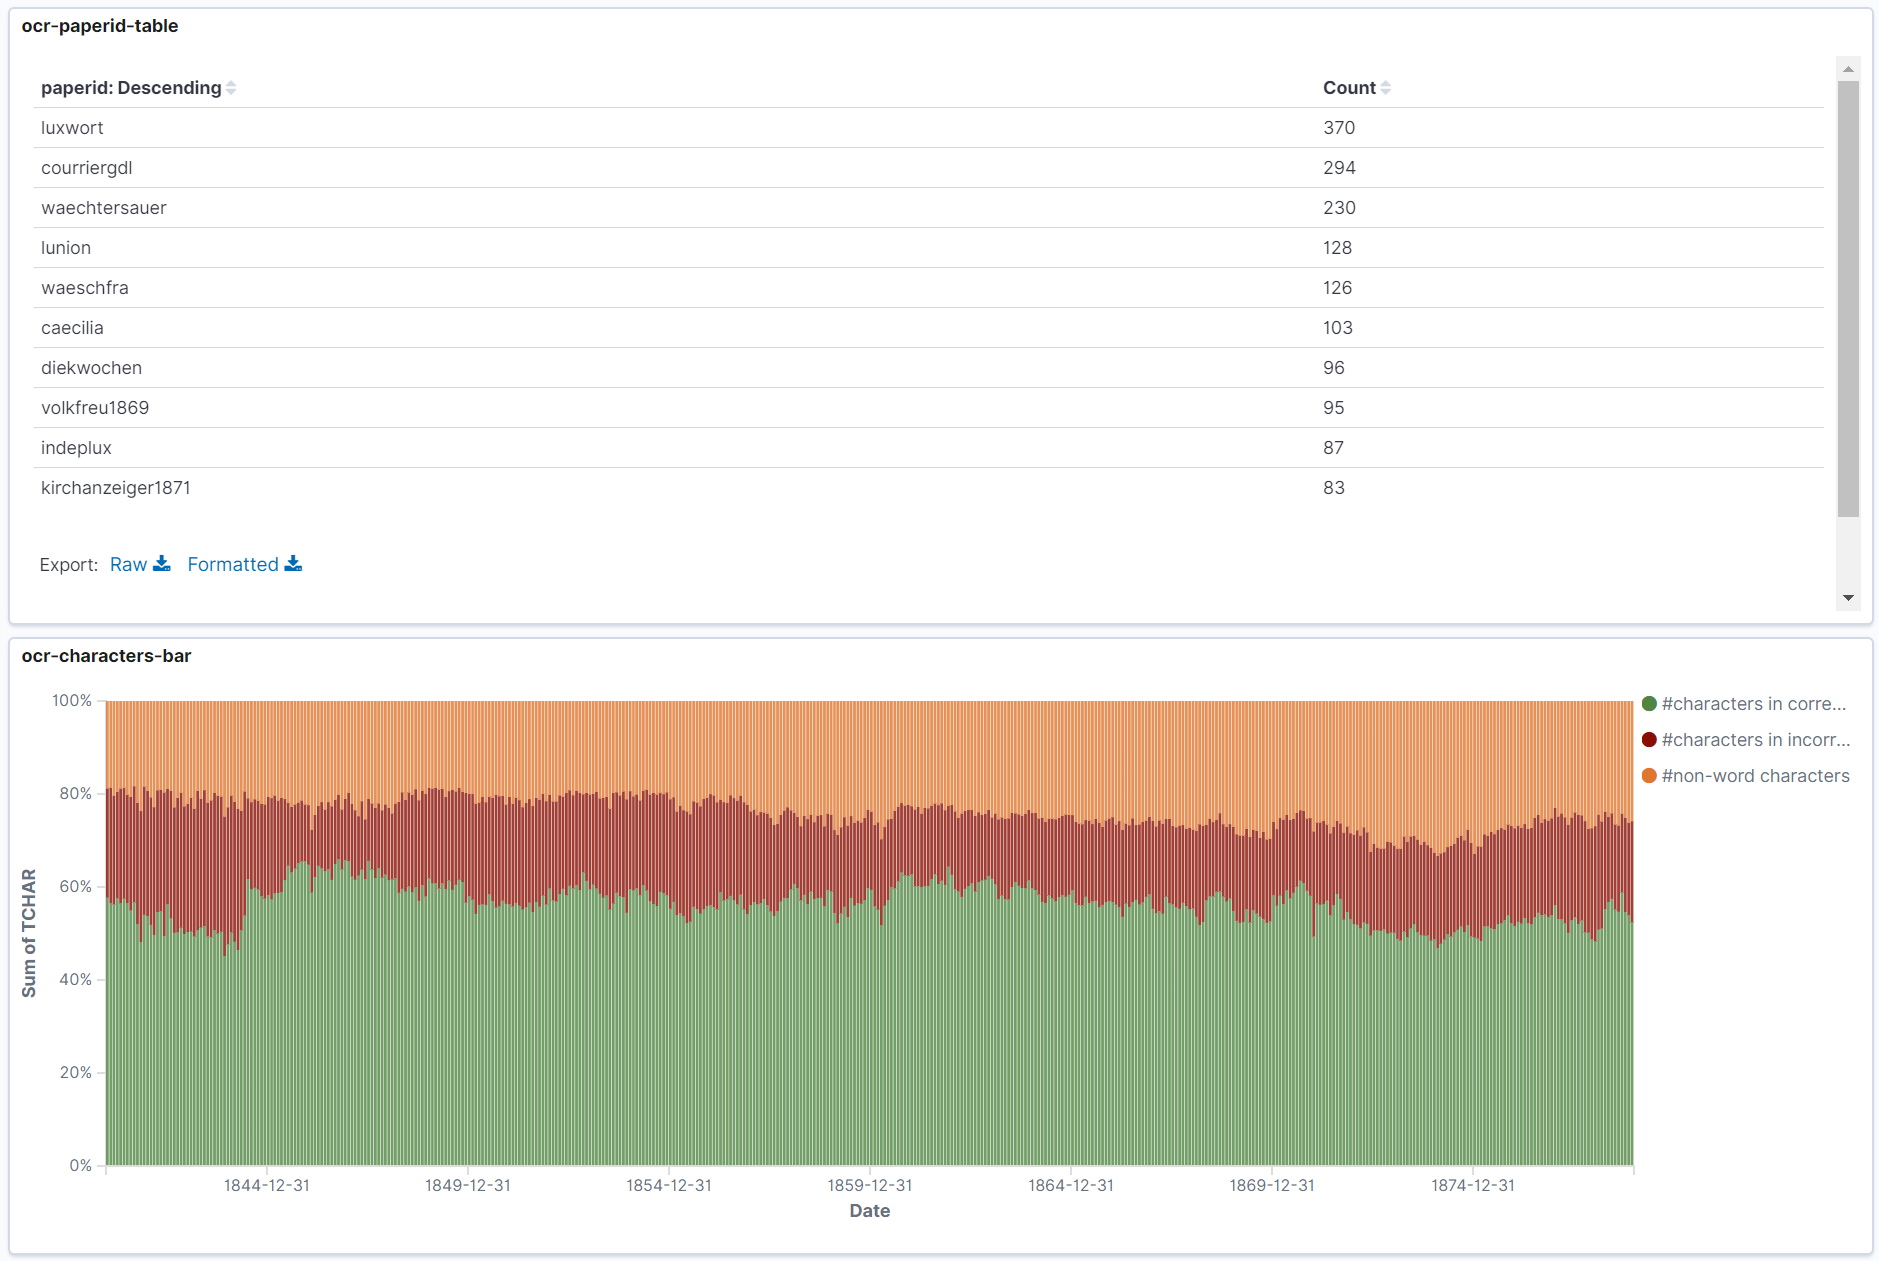 ocr-paperid-table
paperid: Descending Count
luxwort 370
courriergdl 294
waechtersauer 230
lunion 128
waeschfra 126
caecilia 103
diekwochen 96
volkfreu1869 95
indeplux 87
kirchanzeiger1871 83
Export: Raw Formatted
ocr-characters-bar
100%
80%
60%
40%
20%
0%
Sum of TCHAR
1844-12-31 1849-12-31 1854-12-31 1859-12-31 1864-12-31 1869-12-31 1874-12-31
Date
#characters in corre...
#characters in incorr...
#non-word characters